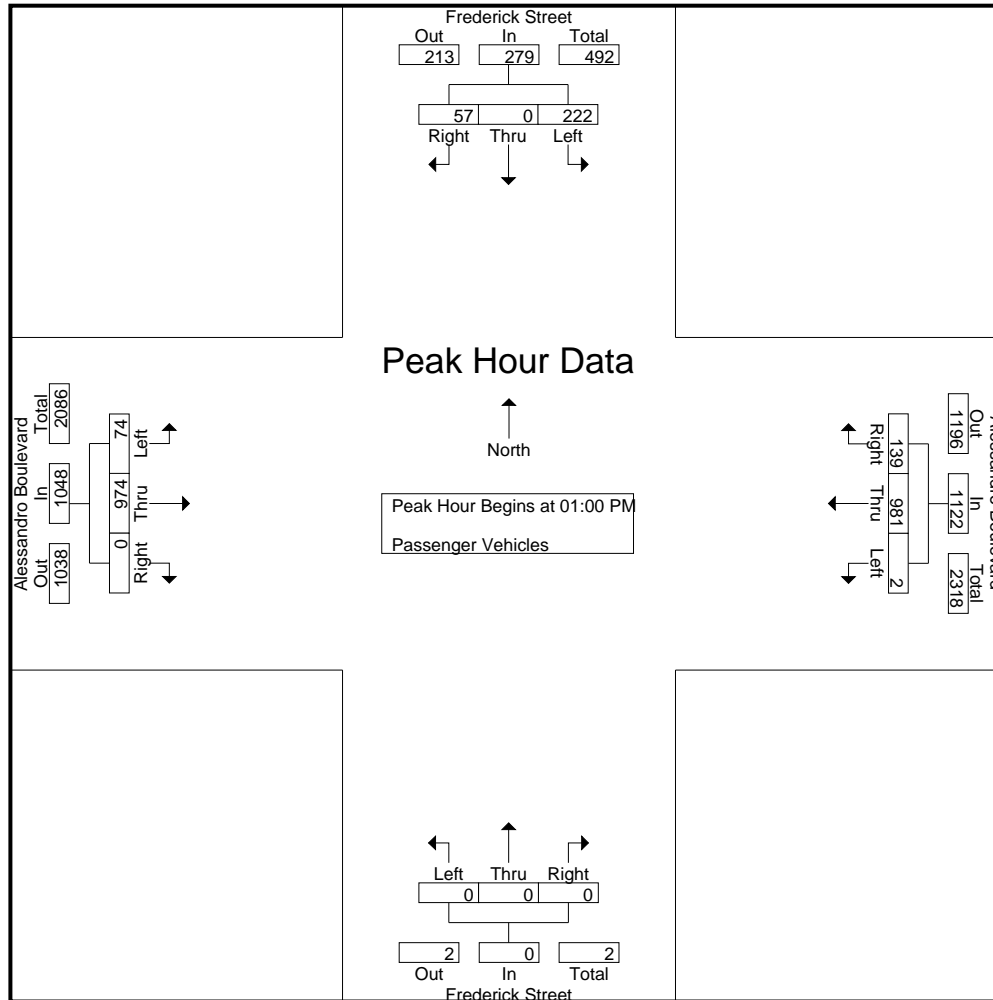 Frederick Street
Out In Total
213 279 492
57 0 222
Right Thru Left
Peak Hour Data
North
Peak Hour Begins at 01:00 PM
Passenger Vehicles
Alessandro Boulevard
Total In Out
2086 1048 1038
74 974 0
Left Thru Right
Out In Total
1196 1122 2318
139 981 2
Right Thru Left
Left Thru Right
0 0 0
2 0 2
Out In Total
Frederick Street